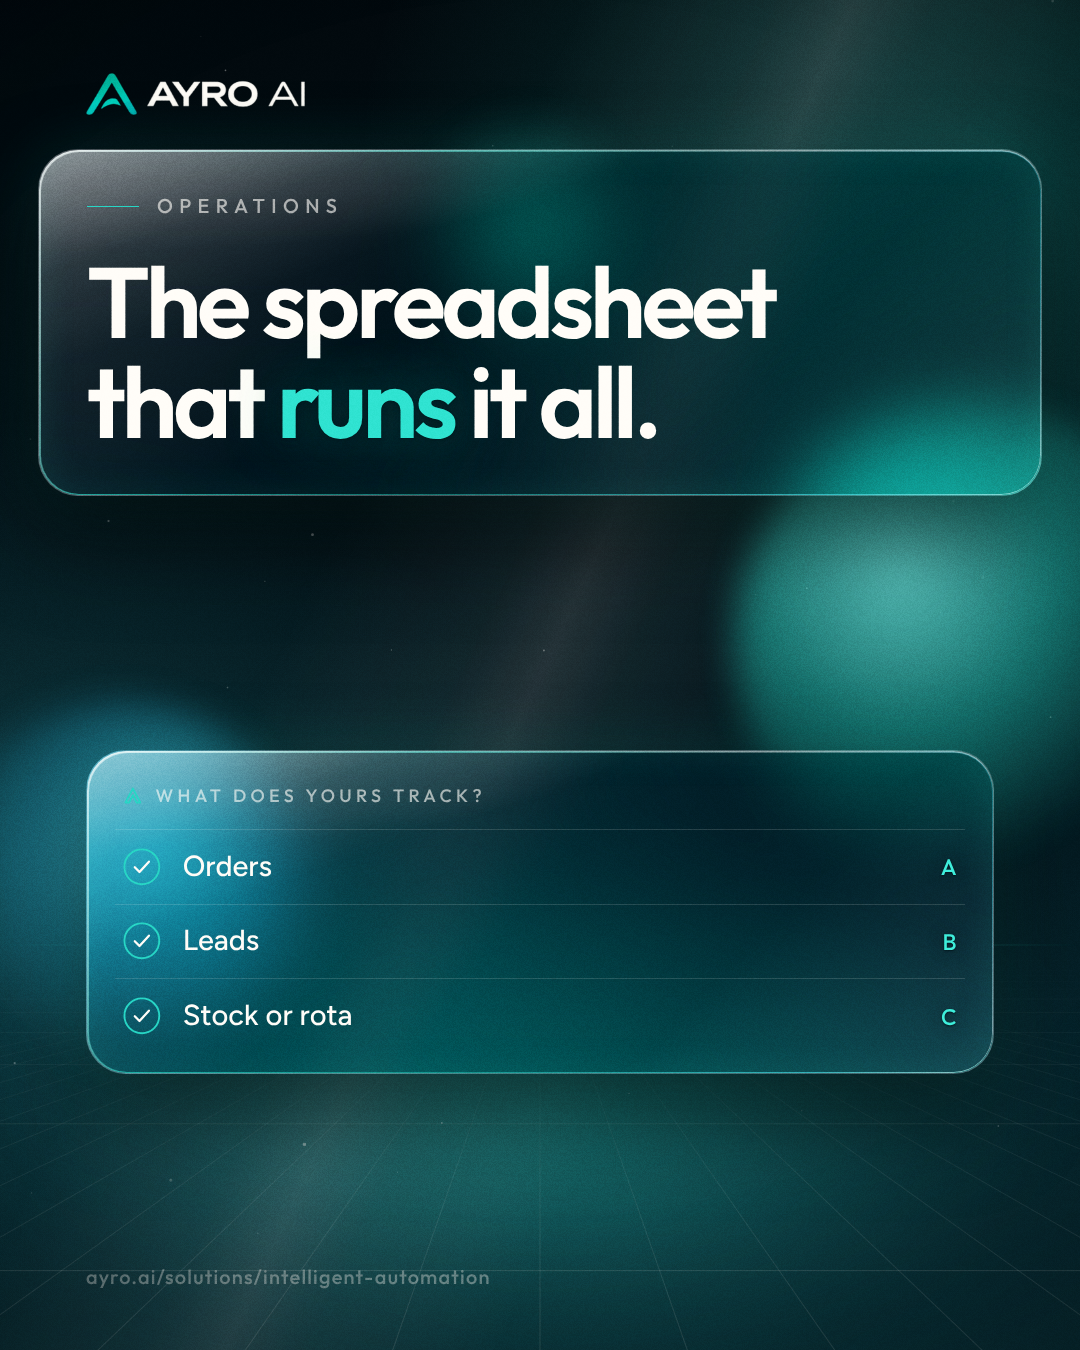 AYRO AI
OPERATIONS
The spreadsheet
that runs it all.
WHAT DOES YOURS TRACK?
Orders A
Leads B
Stock or rota C
ayro.ai/solutions/intelligent-automation